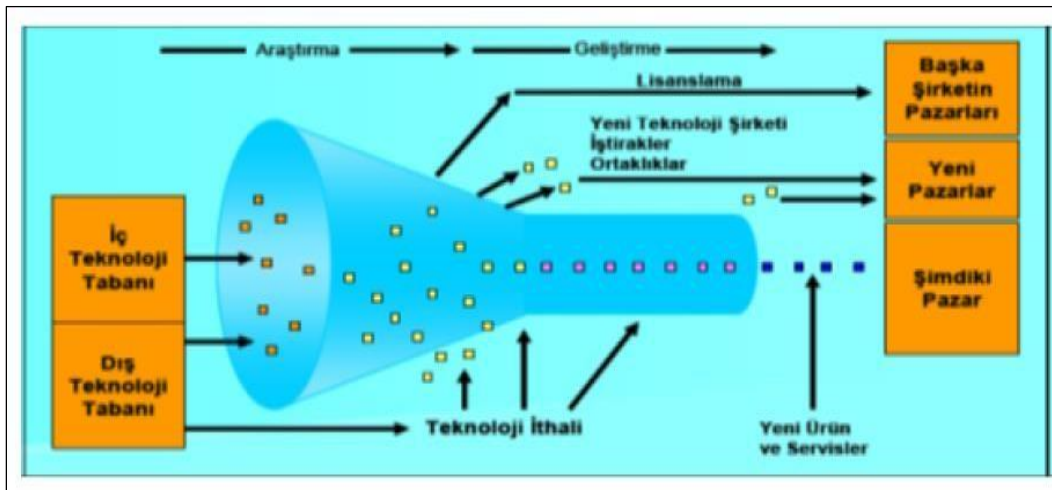 Araştırma
Geliştirme
Lisanslama
Başka
Şirketin
Pazarları
Yeni Teknoloji Şirketi
İştirakler
Ortaklıklar
Yeni
Pazarlar
İç
Teknoloji
Tabanı
Şimdiki
Pazar
Dış
Teknoloji
Tabanı
Teknoloji İthali
Yeni Ürün
ve Servisler